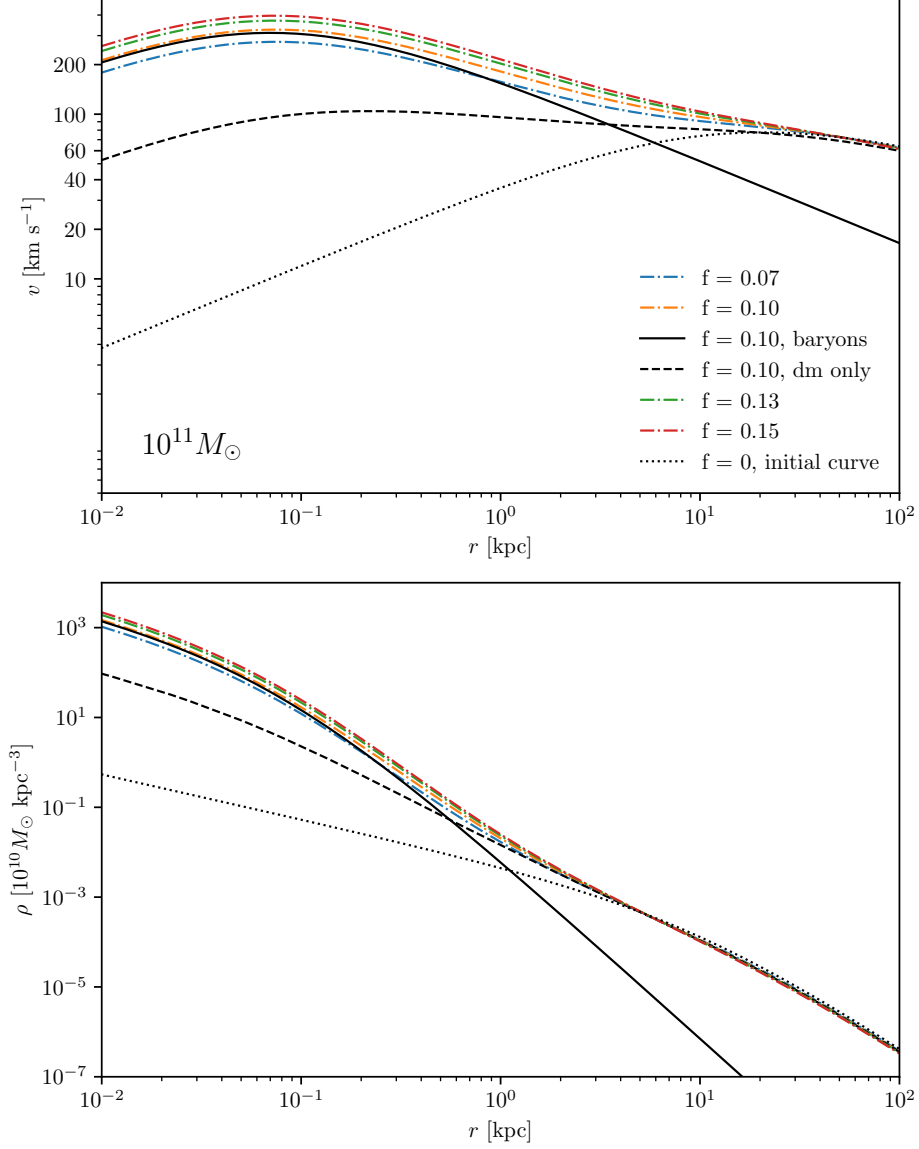 200
100
60
40
20
10
v [km s⁻¹]
f = 0.07
f = 0.10
f = 0.10, baryons
f = 0.10, dm only
f = 0.13
f = 0.15
f = 0, initial curve
10¹¹M☉
10⁻² 10⁻¹ 10⁰ 10¹ 10²
r [kpc]
10³
10¹
10⁻¹
10⁻³
10⁻⁵
10⁻⁷
ρ [10¹⁰M☉ kpc⁻³]
10⁻² 10⁻¹ 10⁰ 10¹ 10²
r [kpc]